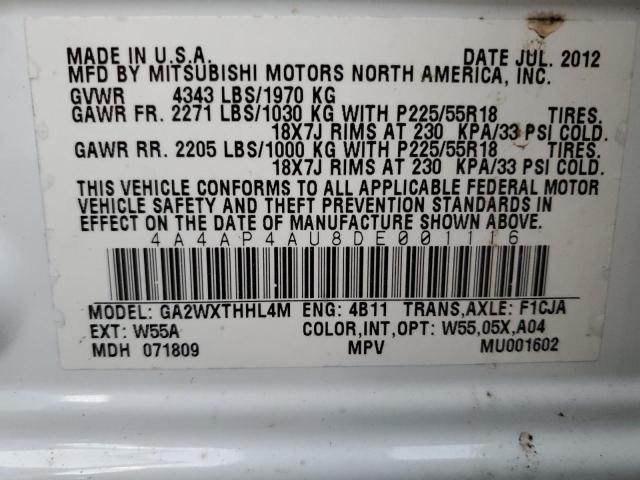 MADE IN U.S.A. DATE JUL. 2012
MFD BY MITSUBISHI MOTORS NORTH AMERICA, INC.
GVWR 4343 LBS/1970 KG
GAWR FR. 2271 LBS/1030 KG WITH P225/55R18 TIRES.
18X7J RIMS AT 230 KPA/33 PSI COLD.
GAWR RR. 2205 LBS/1000 KG WITH P225/55R18 TIRES.
18X7J RIMS AT 230 KPA/33 PSI COLD.
THIS VEHICLE CONFORMS TO ALL APPLICABLE FEDERAL MOTOR
VEHICLE SAFETY AND THEFT PREVENTION STANDARDS IN
EFFECT ON THE DATE OF MANUFACTURE SHOWN ABOVE.
4A4AP4AU8DE001116
MODEL: GA2WXTHHL4M ENG: 4B11 TRANS,AXLE: F1CJA
EXT: W55A COLOR,INT,OPT: W55,05X,A04
MDH 071809 MPV MU001602